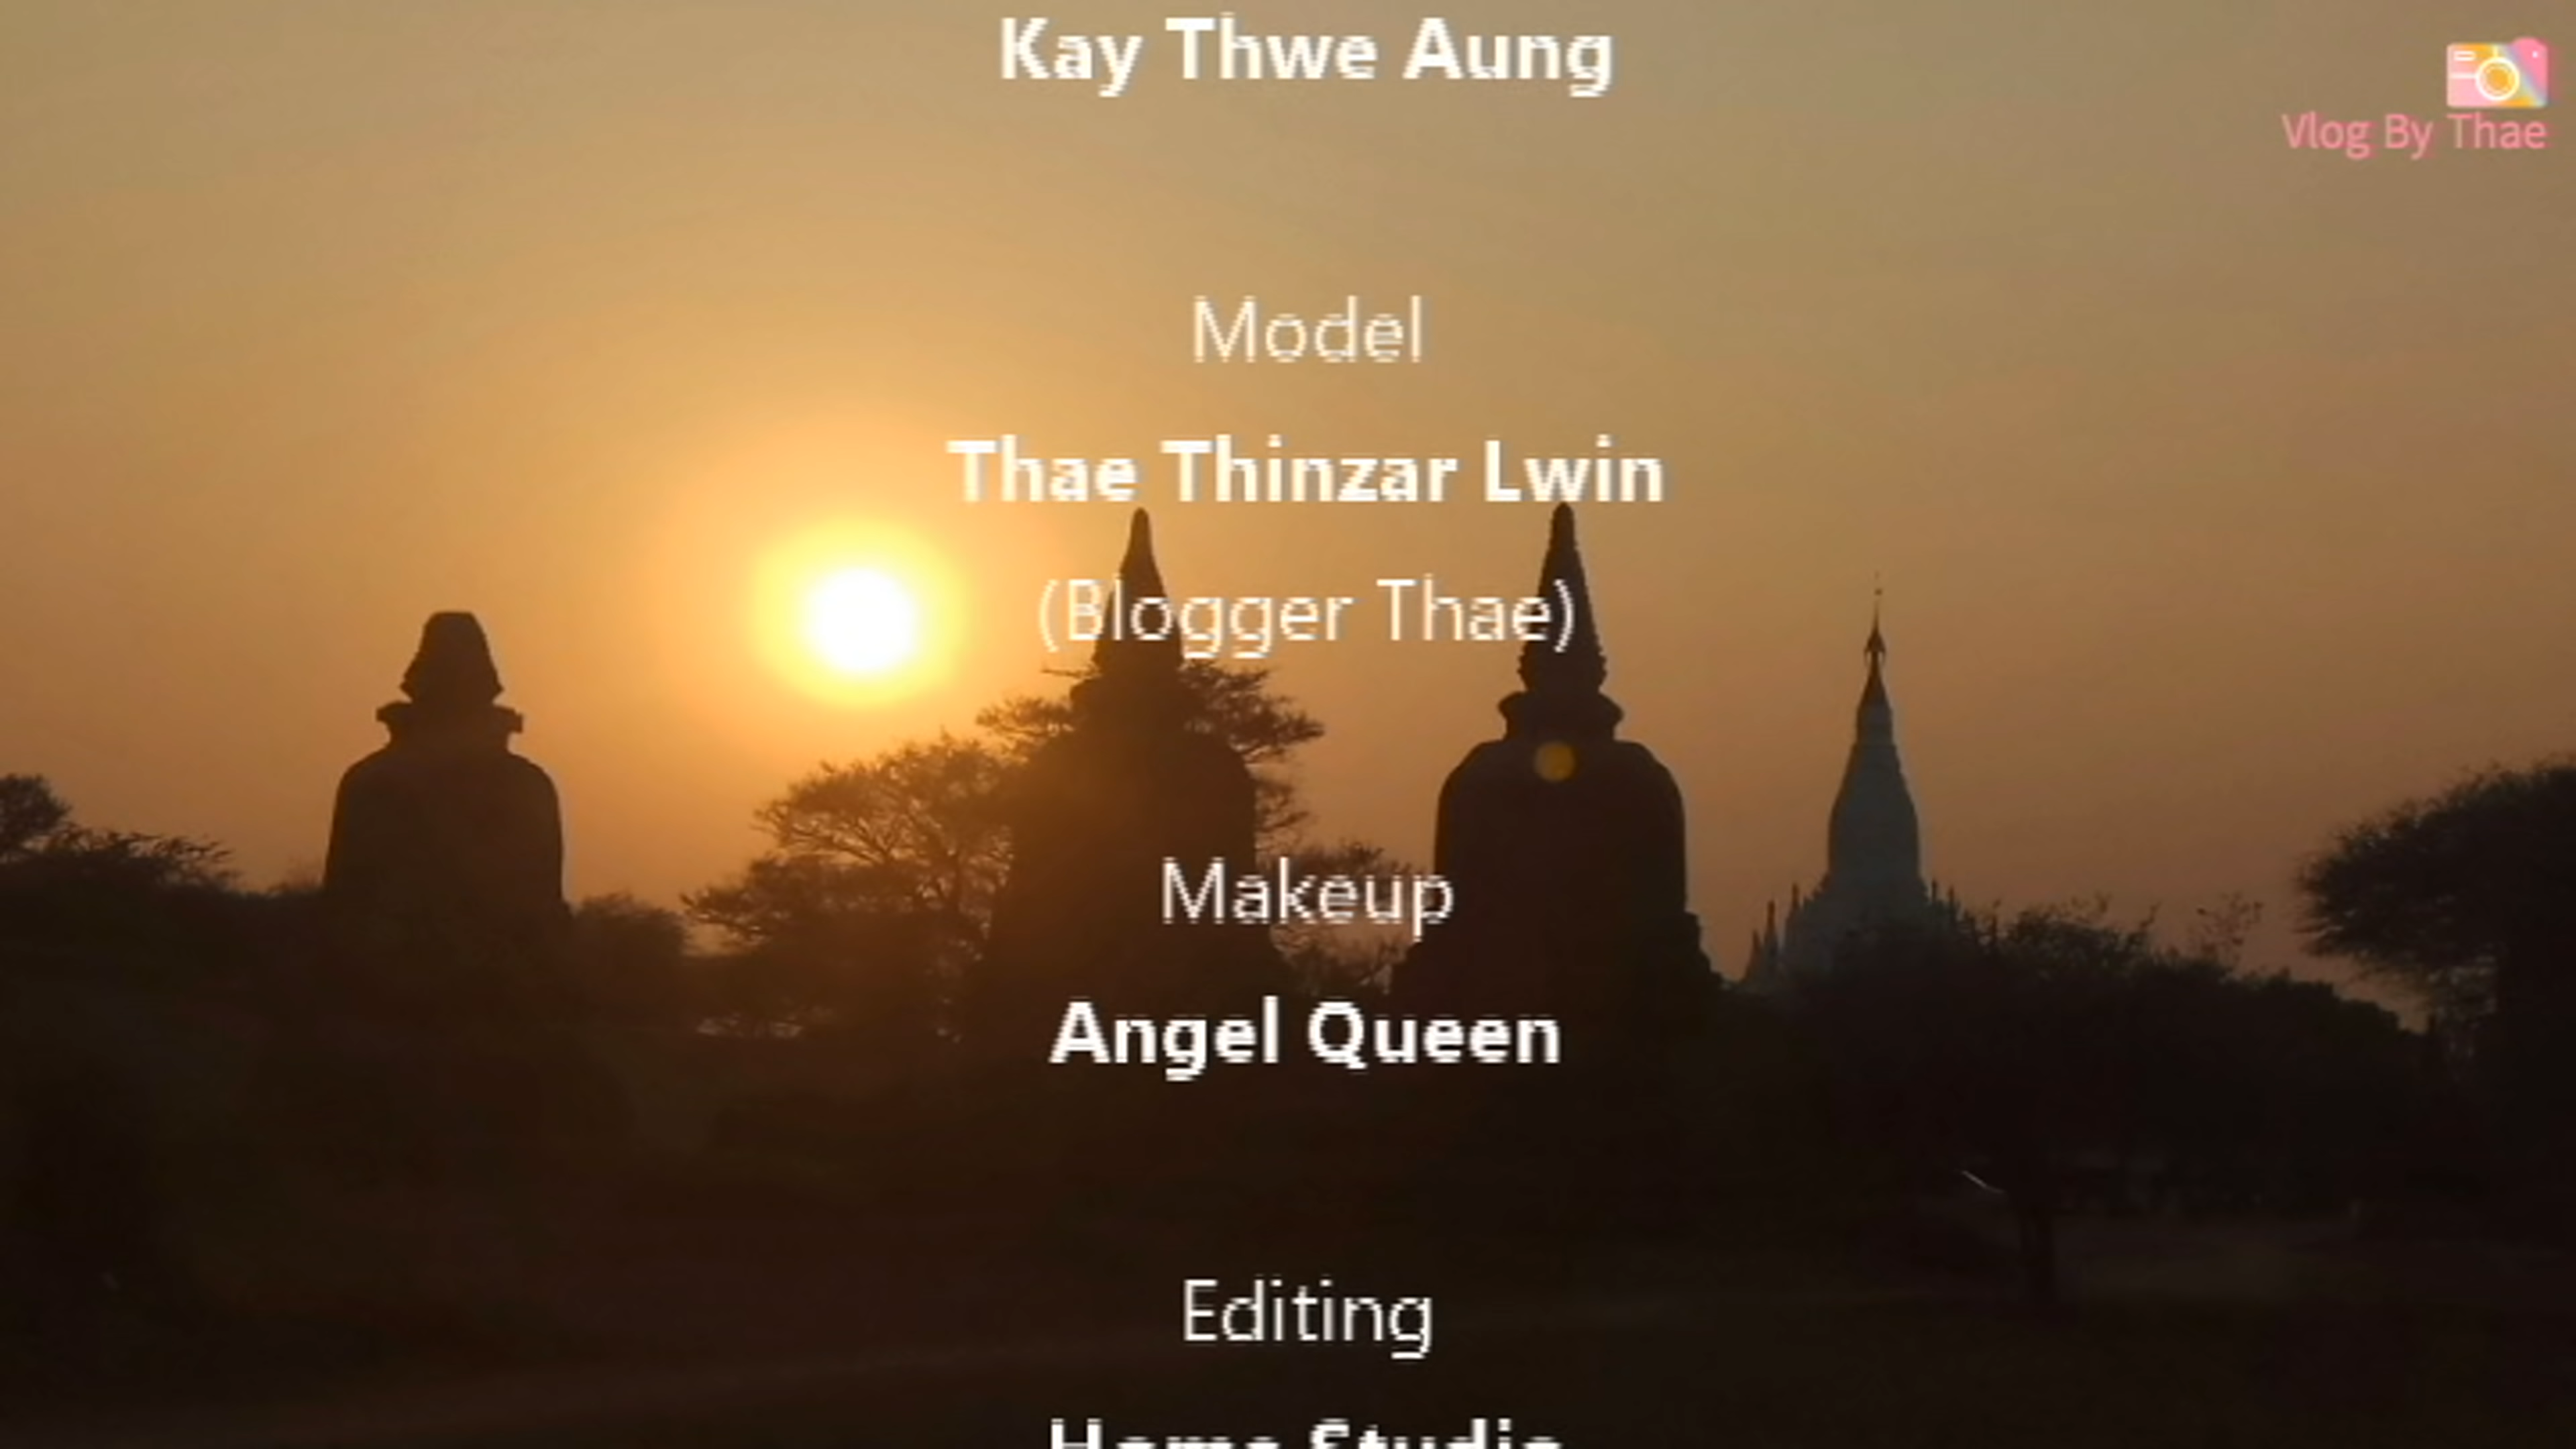 Kay Thwe Aung
Vlog By Thae
Model
Thae Thinzar Lwin
(Blogger Thae)
Makeup
Angel Queen
Editing